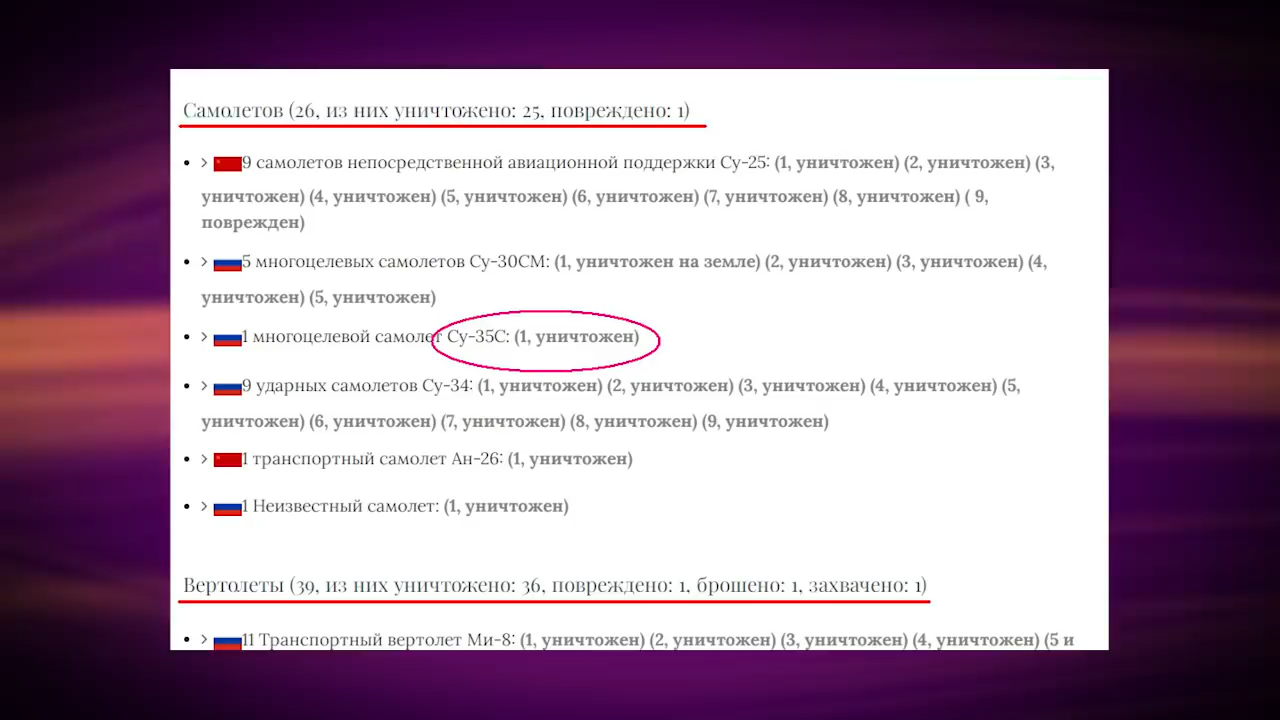 Самолетов (26, из них уничтожено: 25, повреждено: 1)
9 самолетов непосредственной авиационной поддержки Су-25: (1, уничтожен) (2, уничтожен) (3,
уничтожен) (4, уничтожен) (5, уничтожен) (6, уничтожен) (7, уничтожен) (8, уничтожен) ( 9,
поврежден)
5 многоцелевых самолетов Су-30СМ: (1, уничтожен на земле) (2, уничтожен) (3, уничтожен) (4,
уничтожен) (5, уничтожен)
1 многоцелевой самолет Су-35С: (1, уничтожен)
9 ударных самолетов Су-34: (1, уничтожен) (2, уничтожен) (3, уничтожен) (4, уничтожен) (5,
уничтожен) (6, уничтожен) (7, уничтожен) (8, уничтожен) (9, уничтожен)
1 транспортный самолет Ан-26: (1, уничтожен)
1 Неизвестный самолет: (1, уничтожен)
Вертолеты (39, из них уничтожено: 36, повреждено: 1, брошено: 1, захвачено: 1)
11 Транспортный вертолет Ми-8: (1, уничтожен) (2, уничтожен) (3, уничтожен) (4, уничтожен) (5 и